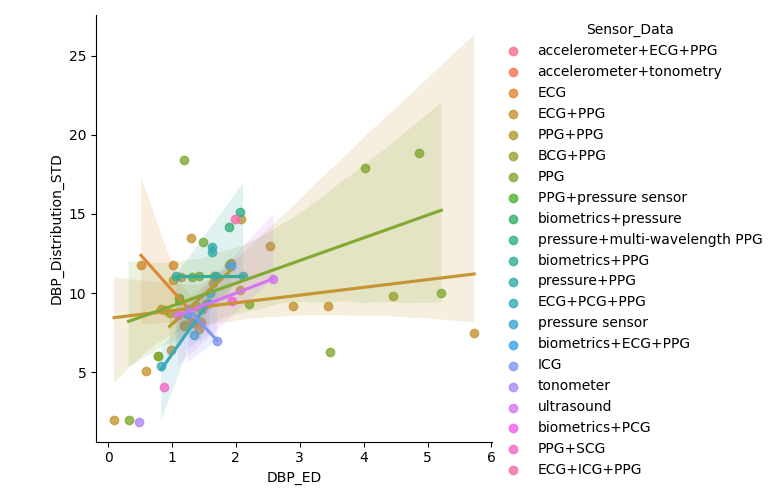 Sensor_Data
accelerometer+ECG+PPG
accelerometer+tonometry
ECG
ECG+PPG
PPG+PPG
BCG+PPG
PPG
PPG+pressure sensor
biometrics+pressure
pressure+multi-wavelength PPG
biometrics+PPG
pressure+PPG
ECG+PCG+PPG
pressure sensor
biometrics+ECG+PPG
ICG
tonometer
ultrasound
biometrics+PCG
PPG+SCG
ECG+ICG+PPG
DBP_Distribution_STD
25
20
15
10
5
0 1 2 3 4 5 6
DBP_ED